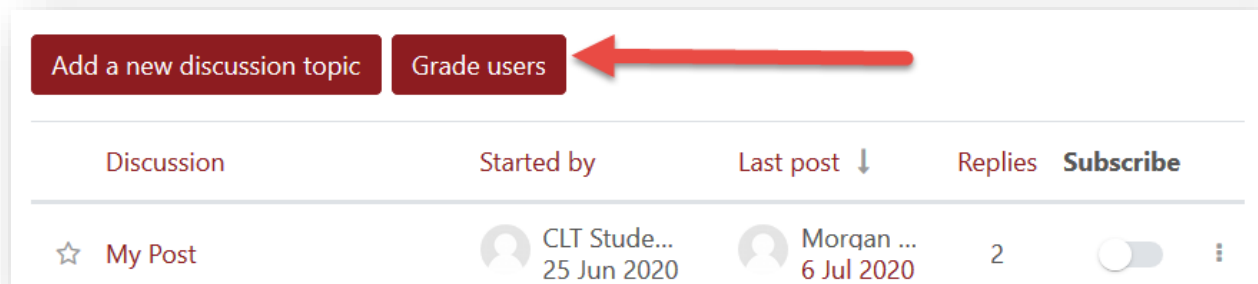 Add a new discussion topic Grade users
Discussion Started by Last post ↓ Replies Subscribe
My Post CLT Stude... Morgan ... 2
25 Jun 2020 6 Jul 2020